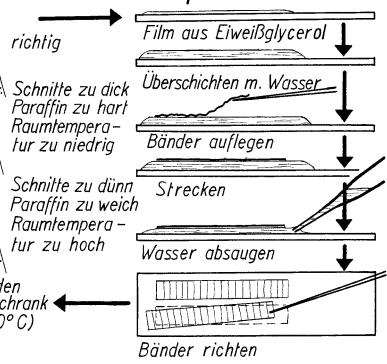 richtig
Schnitte zu dick
Paraffin zu hart
Raumtempera-
tur zu niedrig
Schnitte zu dünn
Paraffin zu weich
Raumtempera-
tur zu hoch
Film aus Eiweißglycerol
Überschichten m. Wasser
Bänder auflegen
Strecken
Wasser absaugen
Bänder richten